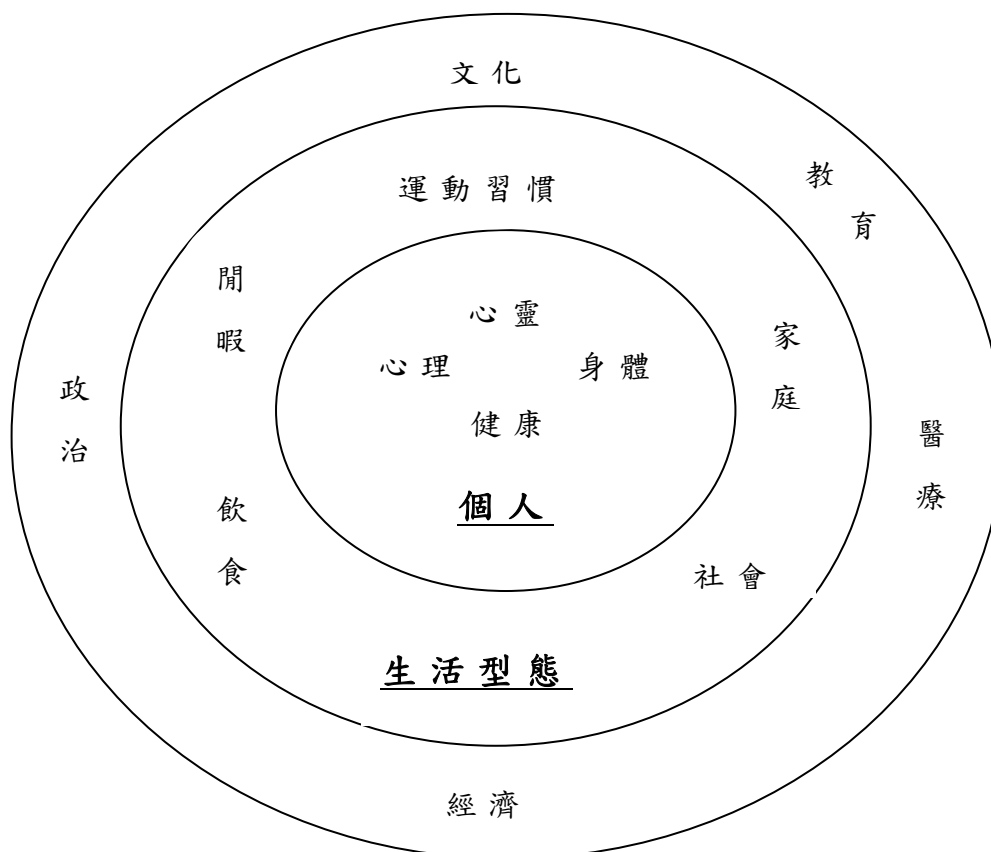 文化
教育
運動習慣
閒暇
心靈
家庭
心理
身體
政治
健康
醫療
個人
飲食
社會
生活型態
經濟